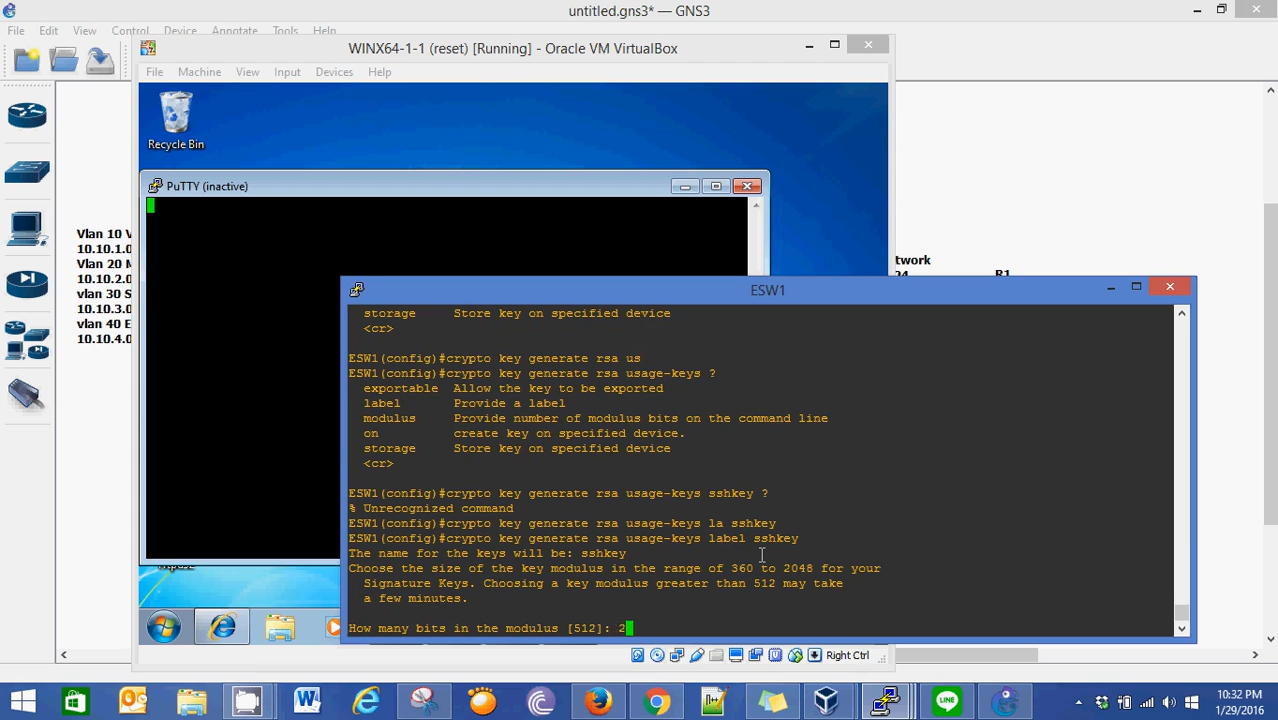 untitled.gns3* — GNS3
File Edit View Control Device Annotate Tools Help
WINX64-1-1 (reset) [Running] - Oracle VM VirtualBox
File Machine View Input Devices Help
Recycle Bin
PuTTY (inactive)
Vlan 10 V
10.10.1.0
Vlan 20 M
10.10.2.0
vlan 30 S
10.10.3.0
vlan 40 E
10.10.4.0
etwork
24
R1
ESW1
storage Store key on specified device
<cr>
ESW1(config)#crypto key generate rsa us
ESW1(config)#crypto key generate rsa usage-keys ?
exportable Allow the key to be exported
label Provide a label
modulus Provide number of modulus bits on the command line
on create key on specified device.
storage Store key on specified device
<cr>
ESW1(config)#crypto key generate rsa usage-keys sshkey ?
% Unrecognized command
ESW1(config)#crypto key generate rsa usage-keys la sshkey
ESW1(config)#crypto key generate rsa usage-keys label sshkey
The name for the keys will be: sshkey
Choose the size of the key modulus in the range of 360 to 2048 for your
Signature Keys. Choosing a key modulus greater than 512 may take
a few minutes.
How many bits in the modulus [512]: 2
Right Ctrl
10:32 PM
1/29/2016